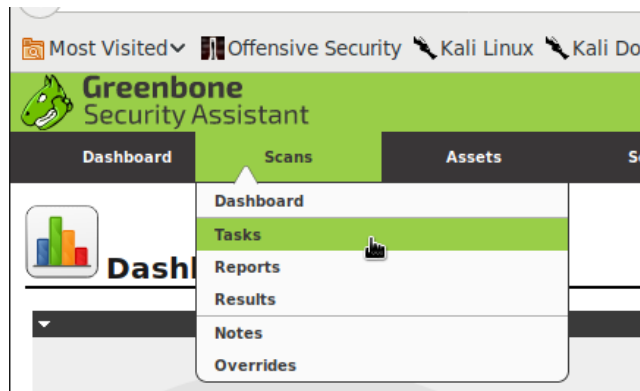 Most Visited Offensive Security Kali Linux Kali Do
Greenbone
Security Assistant
Dashboard Scans Assets S
Dashboard
Tasks
Dashl
Reports
Results
Notes
Overrides